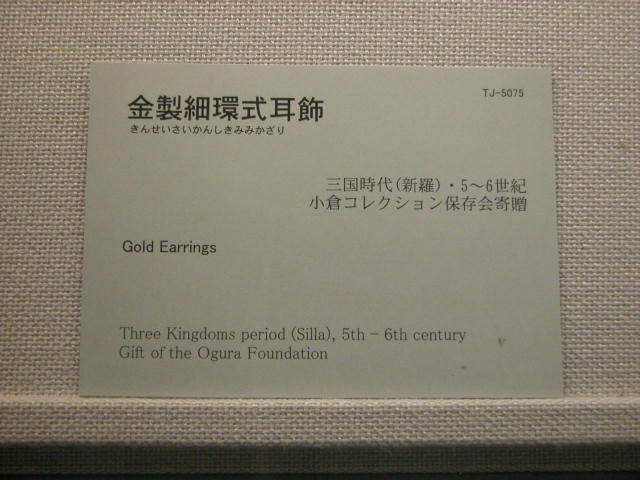 TJ-5075
金製細環式耳飾
きんせいさいかんしきみみかざり
三国時代(新羅)・5～6世紀
小倉コレクション保存会寄贈
Gold Earrings
Three Kingdoms period (Silla), 5th - 6th century
Gift of the Ogura Foundation